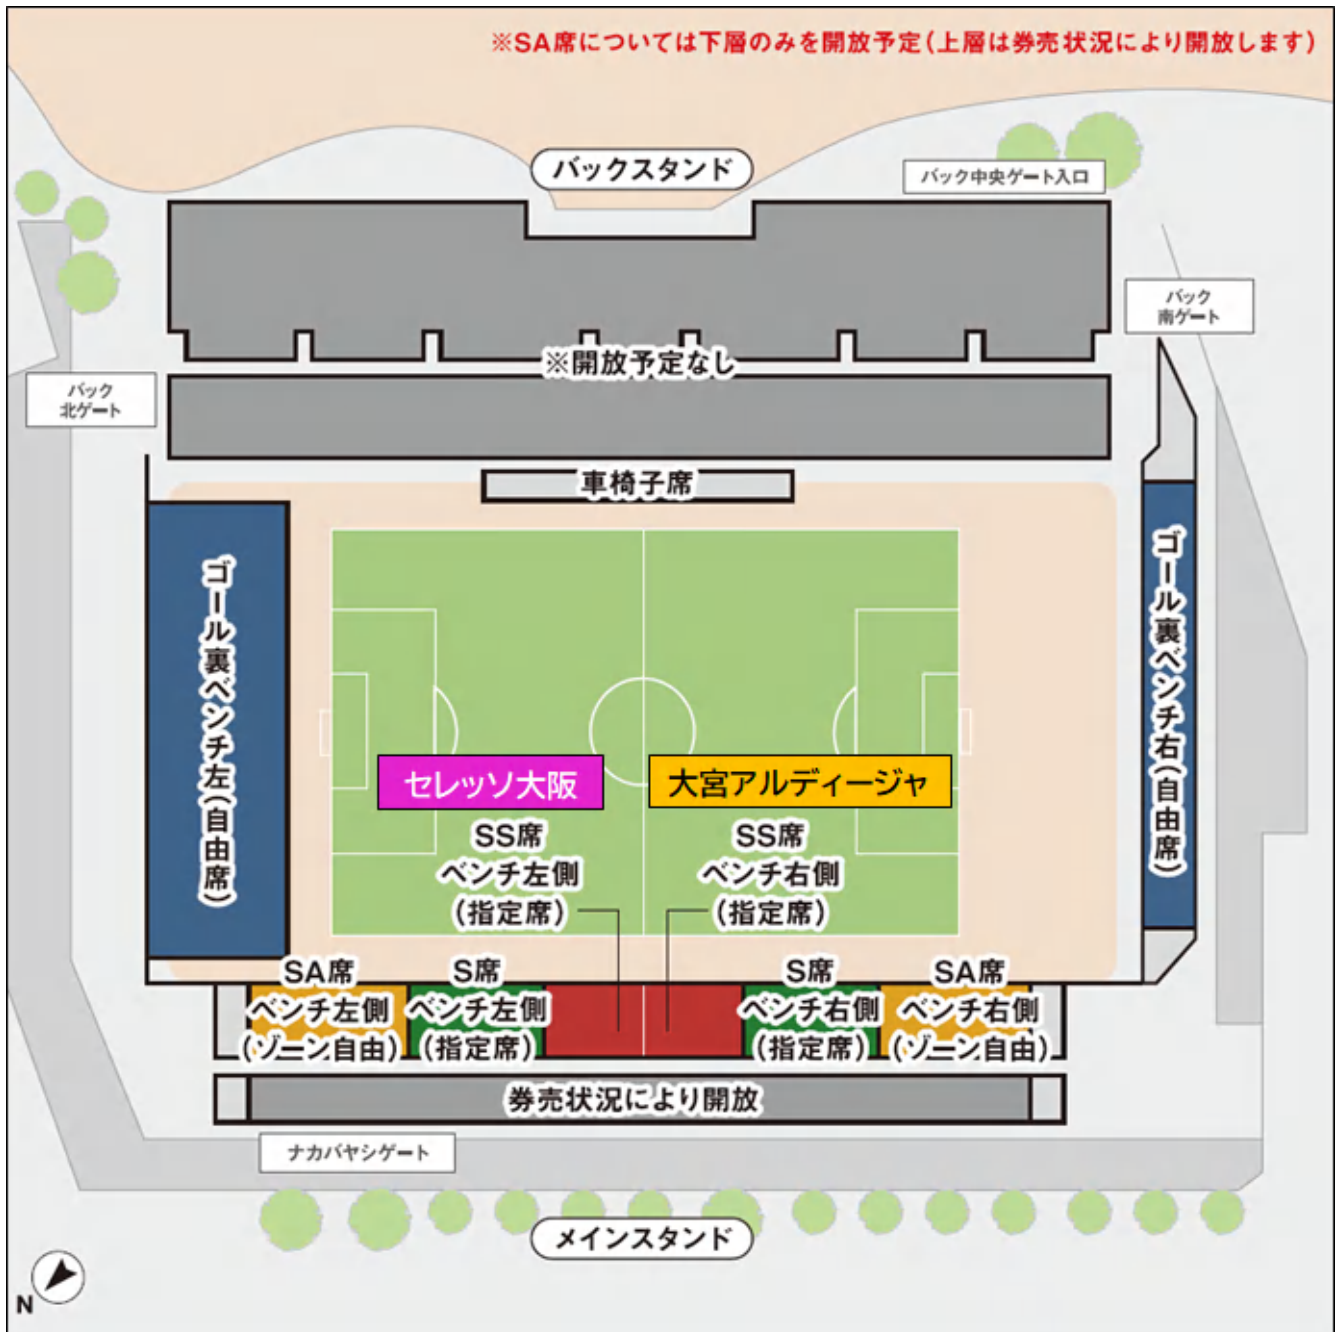 ※SA席については下層のみを開放予定(上層は券売状況により開放します)
バックスタンド
バック中央ゲート入口
バック
南ゲート
※開放予定なし
バック
北ゲート
車椅子席
ゴール裏ベンチ左(自由席)
ゴール裏ベンチ右(自由席)
セレッソ大阪
大宮アルディージャ
SS席
ベンチ左側
(指定席)
SS席
ベンチ右側
(指定席)
SA席
ベンチ左側
(ゾーン自由)
S席
ベンチ左側
(指定席)
S席
ベンチ右側
(指定席)
SA席
ベンチ右側
(ゾーン自由)
券売状況により開放
ナカバヤシゲート
メインスタンド
N